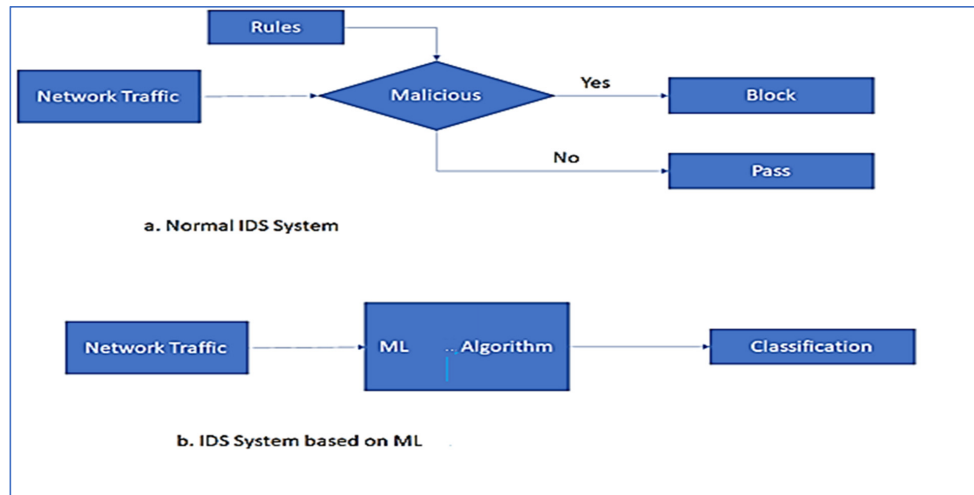 Rules
Network Traffic
Malicious
Yes
Block
No
Pass
a. Normal IDS System
Network Traffic
ML .. Algorithm
Classification
b. IDS System based on ML